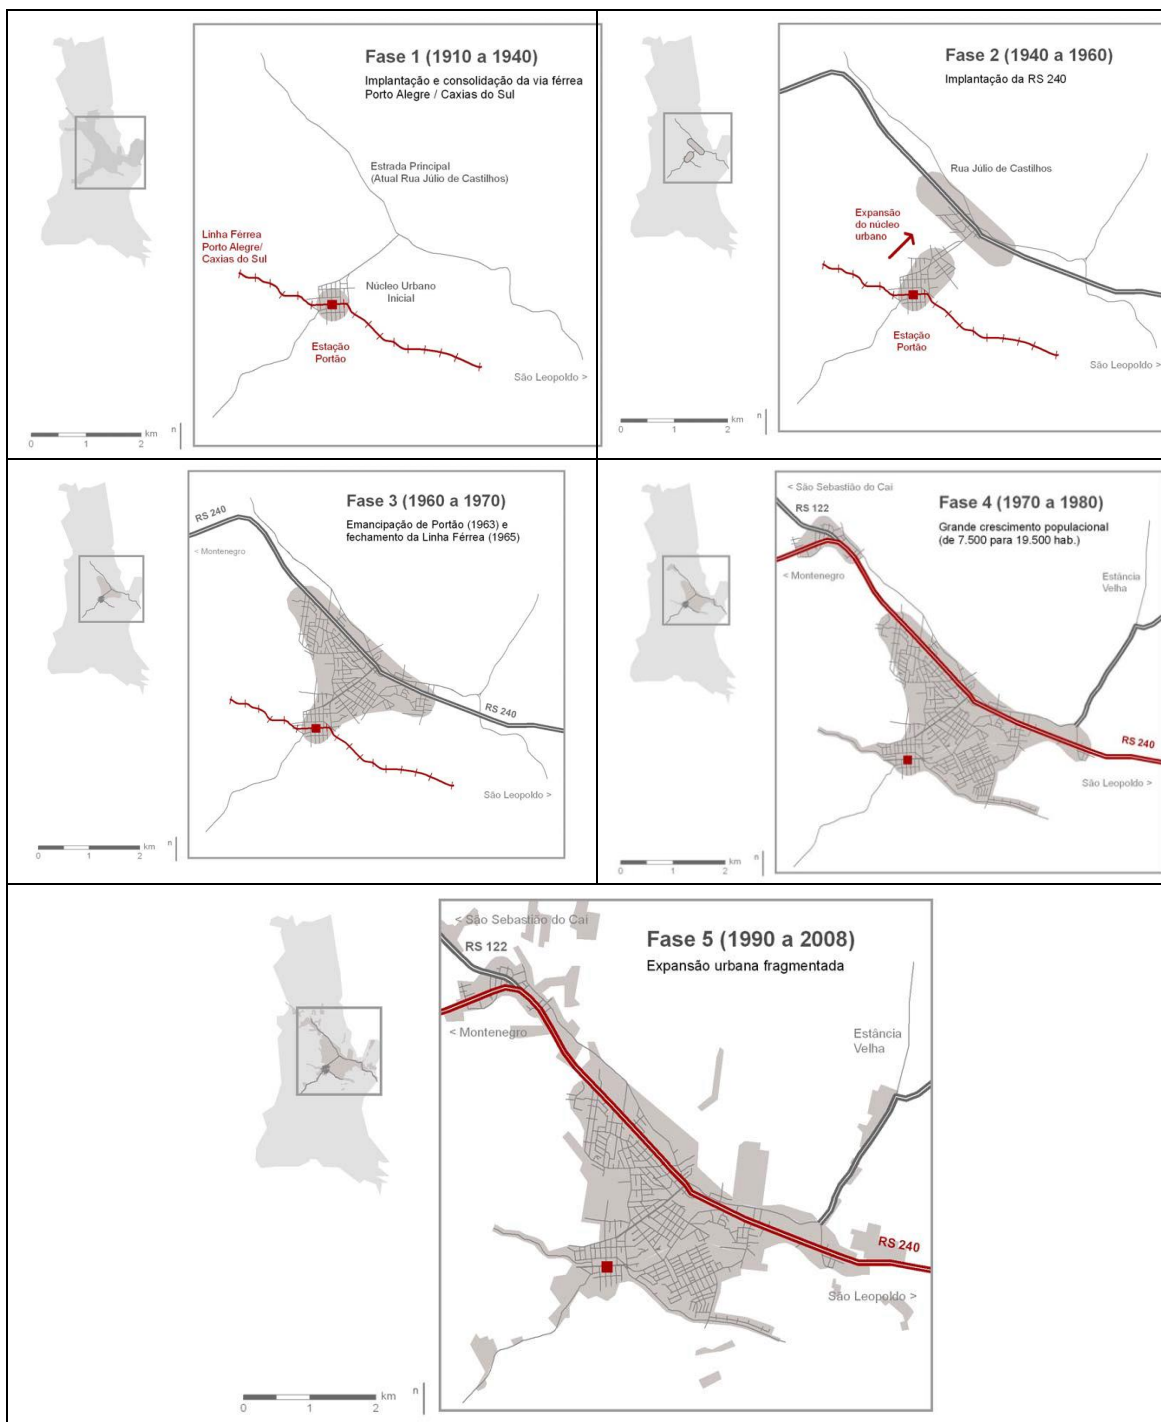 Fase 1 (1910 a 1940)
Implantação e consolidação da via férrea
Porto Alegre / Caxias do Sul
Estrada Principal
(Atual Rua Júlio de Castilhos)
Linha Férrea
Porto Alegre/
Caxias do Sul
Núcleo Urbano
Inicial
Estação
Portão
São Leopoldo >
km
n
0 1 2
Fase 2 (1940 a 1960)
Implantação da RS 240
Rua Júlio de Castilhos
Expansão
do núcleo
urbano
Estação
Portão
São Leopoldo >
km
n
0 1 2
Fase 3 (1960 a 1970)
Emancipação de Portão (1963) e
fechamento da Linha Férrea (1965)
RS 240
< Montenegro
RS 240
São Leopoldo >
km
n
0 1 2
< São Sebastião do Cai
RS 122
Fase 4 (1970 a 1980)
Grande crescimento populacional
(de 7.500 para 19.500 hab.)
< Montenegro
Estância
Velha
RS 240
São Leopoldo >
km
n
0 1 2
< São Sebastião do Cai
RS 122
Fase 5 (1990 a 2008)
Expansão urbana fragmentada
< Montenegro
Estância
Velha
RS 240
São Leopoldo >
km
n
0 1 2